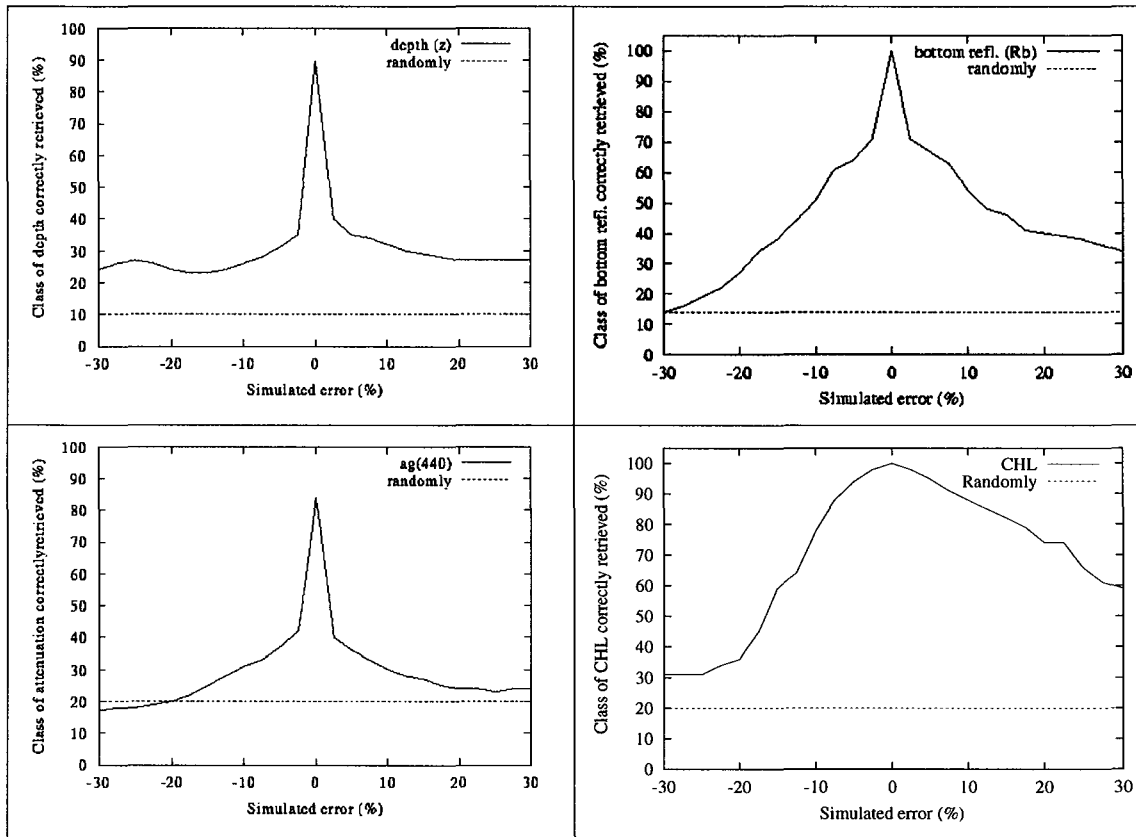 100
90
80
70
60
50
40
30
20
10
0
Class of depth correctly retrieved (%)
depth (z)
randomly
-30 -20 -10 0 10 20 30
Simulated error (%)
100
90
80
70
60
50
40
30
20
10
0
Class of bottom refl. correctly retrieved (%)
bottom refl. (Rb)
randomly
-30 -20 -10 0 10 20 30
Simulated error (%)
100
90
80
70
60
50
40
30
20
10
0
Class of attenuation correctlyretrieved (%)
ag(440)
randomly
-30 -20 -10 0 10 20 30
Simulated error (%)
100
90
80
70
60
50
40
30
20
10
0
Class of CHL correctly retrieved (%)
CHL
Randomly
-30 -20 -10 0 10 20 30
Simulated error (%)